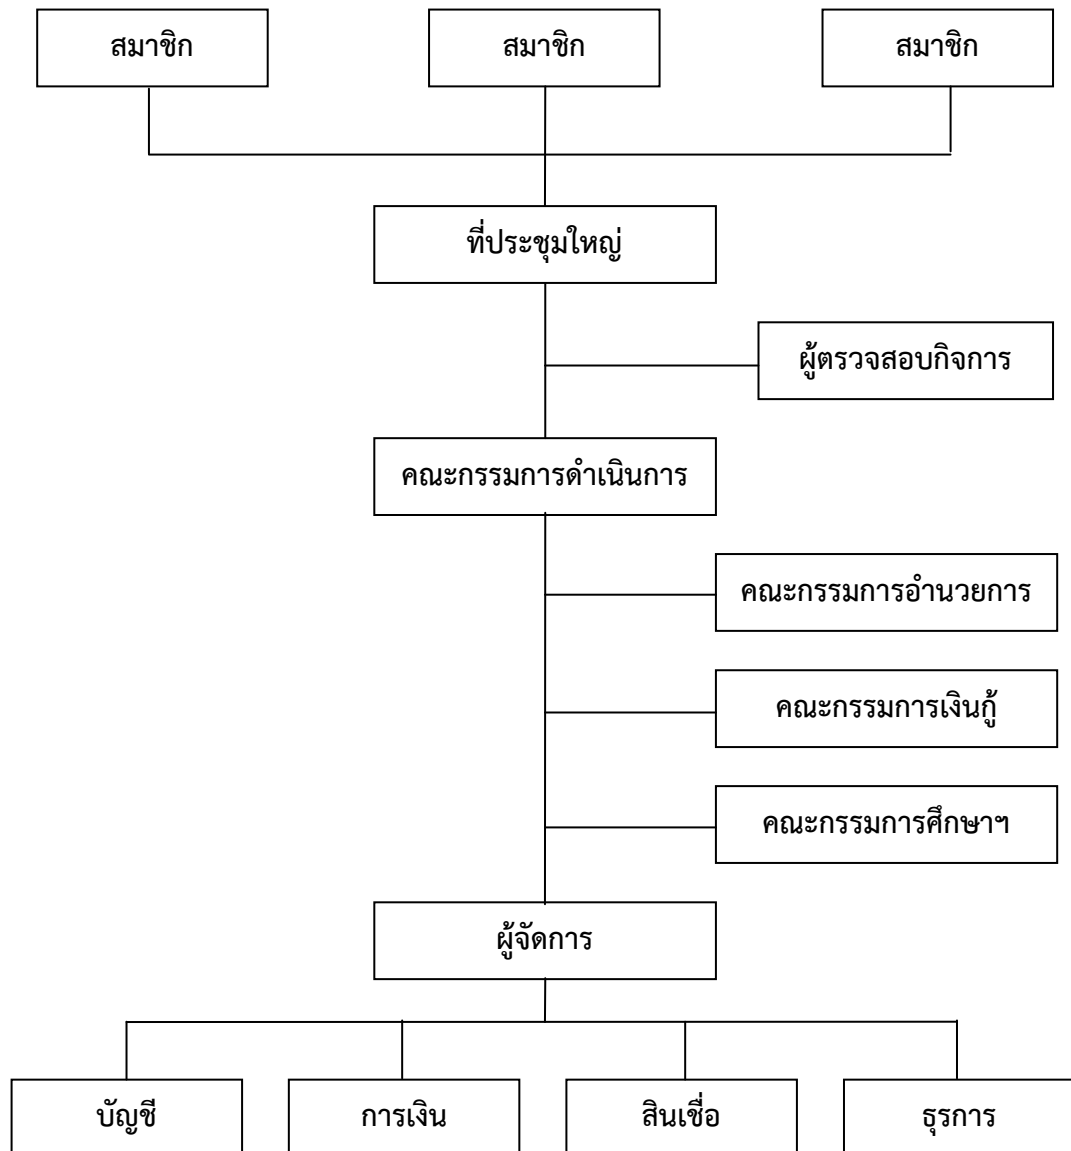 สมาชิก
สมาชิก
สมาชิก
ที่ประชุมใหญ่
ผู้ตรวจสอบกิจการ
คณะกรรมการดำเนินการ
คณะกรรมการอำนวยการ
คณะกรรมการเงินกู้
คณะกรรมการศึกษาฯ
ผู้จัดการ
บัญชี
การเงิน
สินเชื่อ
ธุรการ